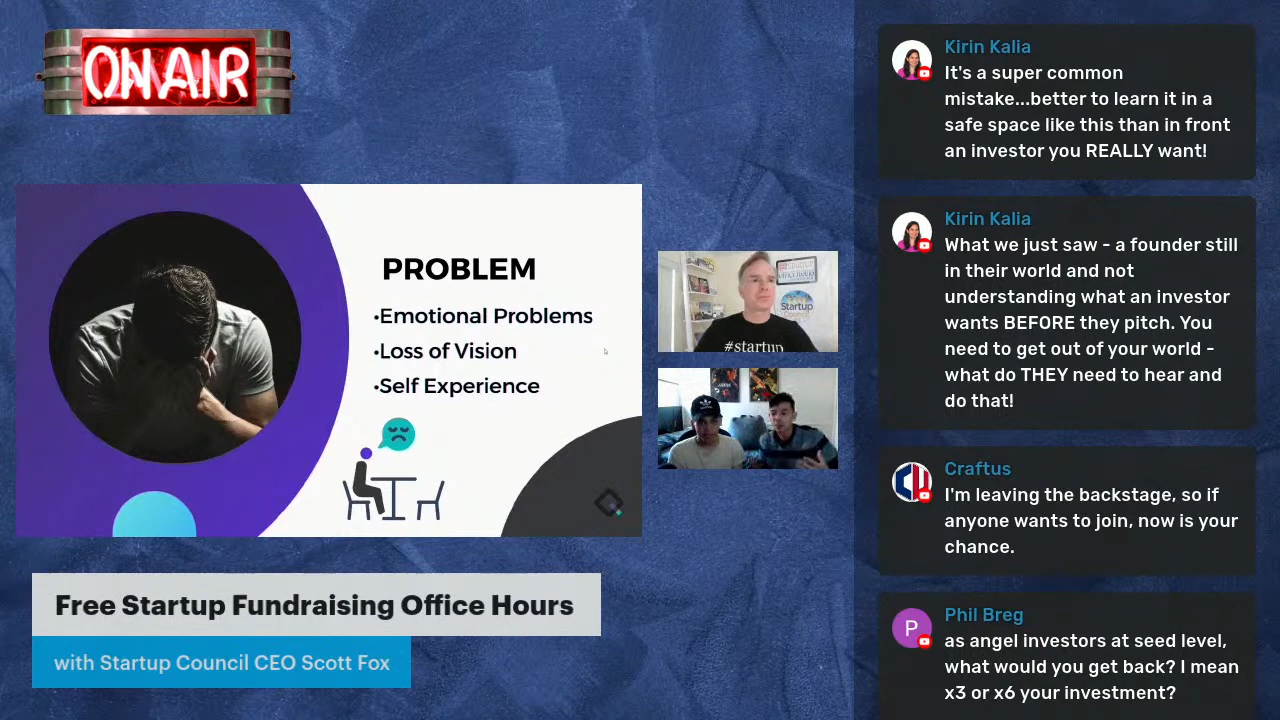 ON AIR
PROBLEM
•Emotional Problems
•Loss of Vision
•Self Experience
#startup
Startup
Free Startup Fundraising Office Hours
with Startup Council CEO Scott Fox
Kirin Kalia
It's a super common
mistake...better to learn it in a
safe space like this than in front
an investor you REALLY want!
Kirin Kalia
What we just saw - a founder still
in their world and not
understanding what an investor
wants BEFORE they pitch. You
need to get out of your world -
what do THEY need to hear and
do that!
Craftus
I'm leaving the backstage, so if
anyone wants to join, now is your
chance.
P
Phil Breg
as angel investors at seed level,
what would you get back? I mean
x3 or x6 your investment?